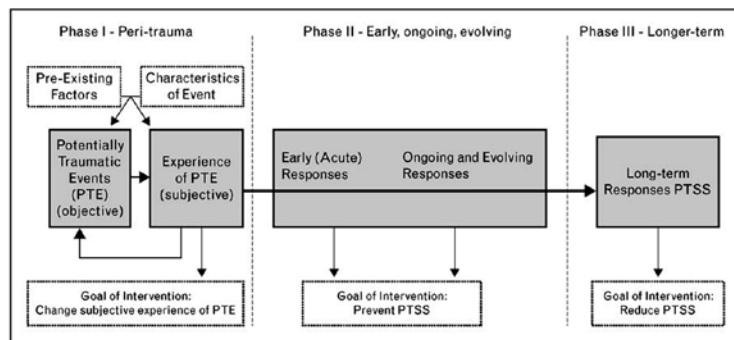 Phase I - Peri-trauma
Phase II - Early, ongoing, evolving
Phase III - Longer-term
Pre-Existing
Factors
Characteristics
of Event
Potentially
Traumatic
Events
(PTE)
(objective)
Experience
of PTE
(subjective)
Early (Acute)
Responses
Ongoing and Evolving
Responses
Long-term
Responses PTSS
Goal of Intervention:
Change subjective experience of PTE
Goal of Intervention:
Prevent PTSS
Goal of Intervention:
Reduce PTSS